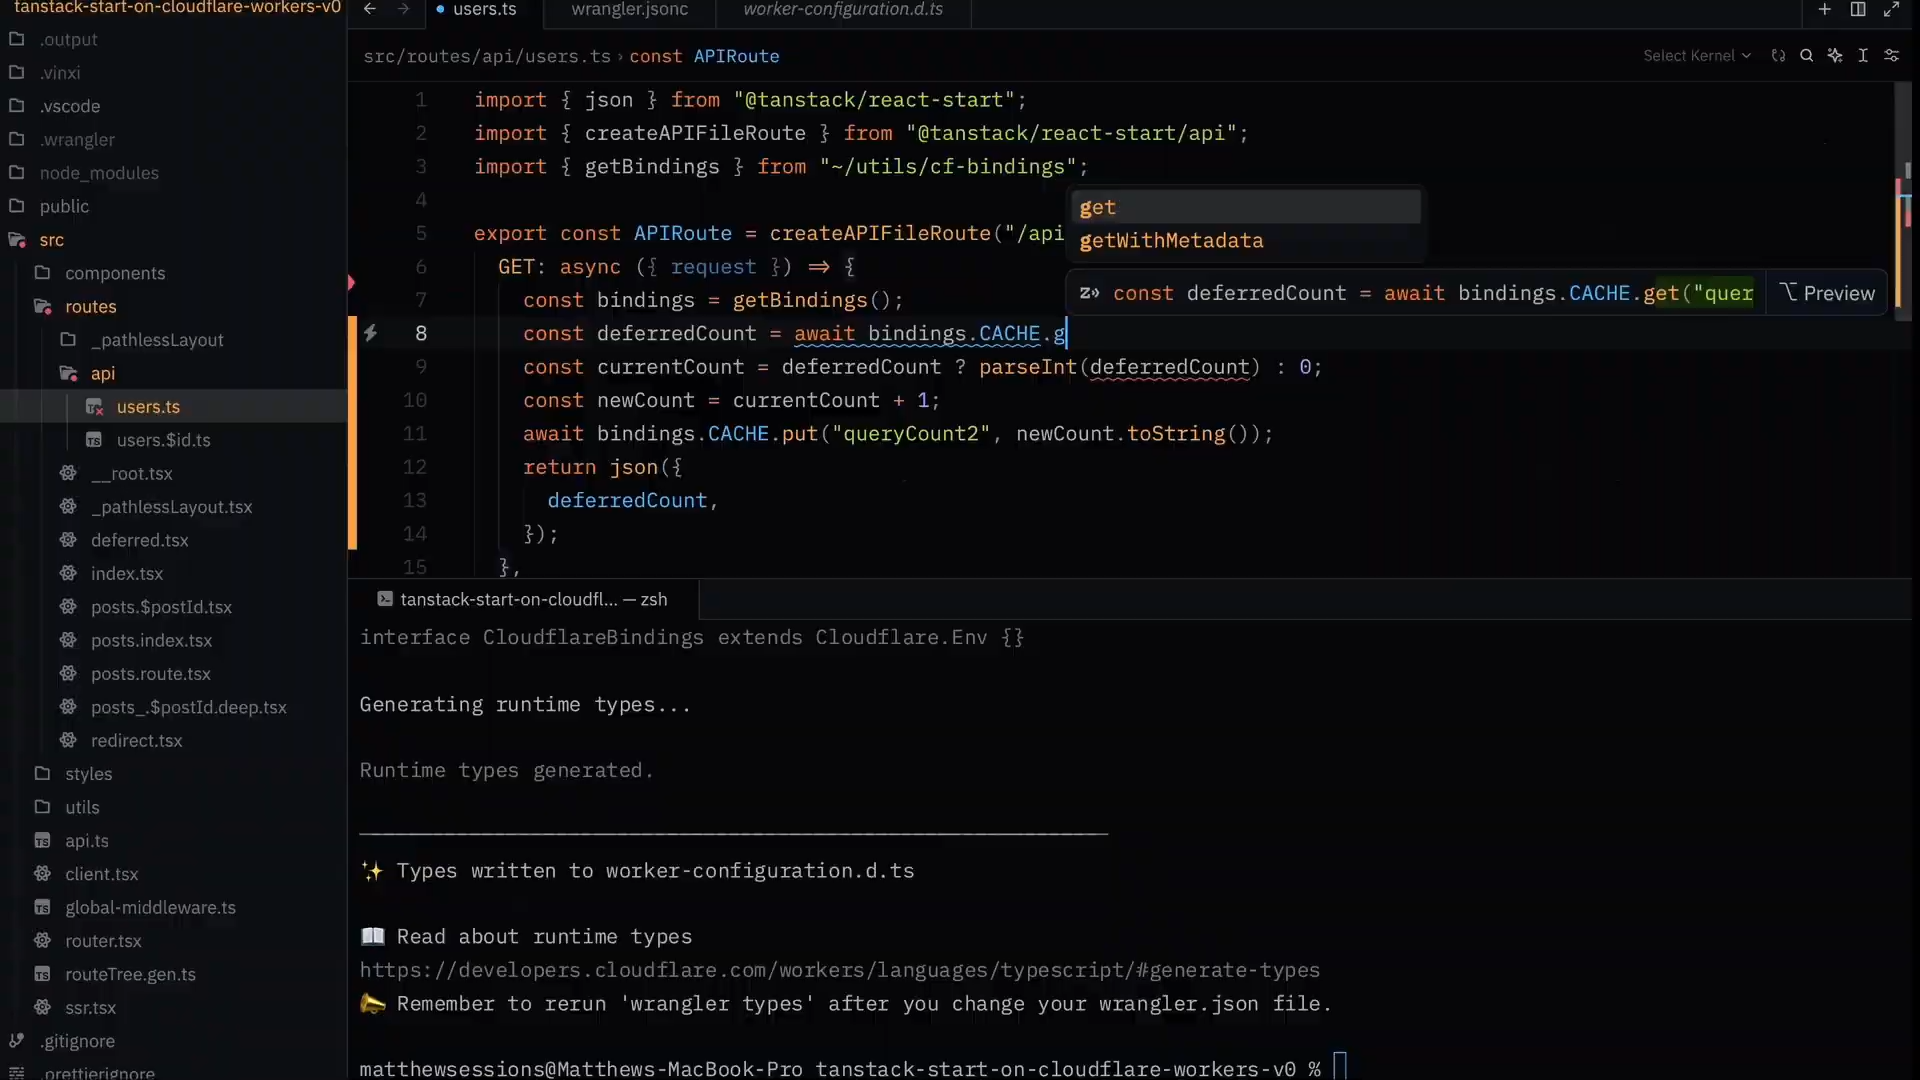 tanstack-start-on-cloudflare-workers-v0
.output
.vinxi
.vscode
.wrangler
node_modules
public
src
components
routes
_pathlessLayout
api
users.ts
users.$id.ts
__root.tsx
_pathlessLayout.tsx
deferred.tsx
index.tsx
posts.$postId.tsx
posts.index.tsx
posts.route.tsx
posts_.$postId.deep.tsx
redirect.tsx
styles
utils
api.ts
client.tsx
global-middleware.ts
router.tsx
routeTree.gen.ts
ssr.tsx
.gitignore
.prettierignore
users.ts
wrangler.jsonc
worker-configuration.d.ts
src/routes/api/users.ts › const APIRoute
Select Kernel
1 import { json } from "@tanstack/react-start";
2 import { createAPIFileRoute } from "@tanstack/react-start/api";
3 import { getBindings } from "~/utils/cf-bindings";
4
5 export const APIRoute = createAPIFileRoute("/api
6 GET: async ({ request }) => {
7 const bindings = getBindings();
8 const deferredCount = await bindings.CACHE.g
9 const currentCount = deferredCount ? parseInt(deferredCount) : 0;
10 const newCount = currentCount + 1;
11 await bindings.CACHE.put("queryCount2", newCount.toString());
12 return json({
13 deferredCount,
14 });
15 },
get
getWithMetadata
const deferredCount = await bindings.CACHE.get("quer
⌥ Preview
tanstack-start-on-cloudfl... — zsh
interface CloudflareBindings extends Cloudflare.Env {}
Generating runtime types...
Runtime types generated.
✨ Types written to worker-configuration.d.ts
📖 Read about runtime types
https://developers.cloudflare.com/workers/languages/typescript/#generate-types
📣 Remember to rerun 'wrangler types' after you change your wrangler.json file.
matthewsessions@Matthews-MacBook-Pro tanstack-start-on-cloudflare-workers-v0 %